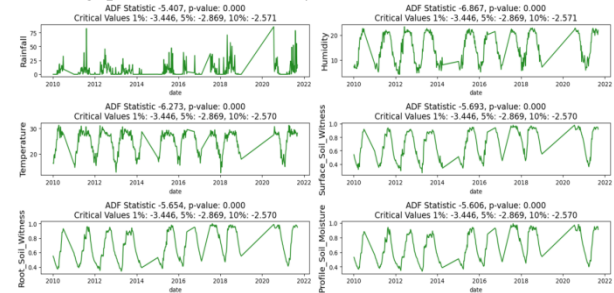 ADF Statistic -5.407, p-value: 0.000
Critical Values 1%: -3.446, 5%: -2.869, 10%: -2.571
Rainfall
75
50
25
0
2010 2012 2014 2016 2018 2020 2022
date
ADF Statistic -6.867, p-value: 0.000
Critical Values 1%: -3.446, 5%: -2.869, 10%: -2.571
Humidity
20
10
2010 2012 2014 2016 2018 2020 2022
date
ADF Statistic -6.273, p-value: 0.000
Critical Values 1%: -3.446, 5%: -2.869, 10%: -2.570
Temperature
30
20
2010 2012 2014 2016 2018 2020 2022
date
ADF Statistic -5.693, p-value: 0.000
Critical Values 1%: -3.446, 5%: -2.869, 10%: -2.570
Surface_Soil_Witness
0.8
0.6
0.4
2010 2012 2014 2016 2018 2020 2022
date
ADF Statistic -5.654, p-value: 0.000
Critical Values 1%: -3.446, 5%: -2.869, 10%: -2.570
Root_Soil_Witness
1.0
0.8
0.6
0.4
2010 2012 2014 2016 2018 2020 2022
date
ADF Statistic -5.606, p-value: 0.000
Critical Values 1%: -3.446, 5%: -2.869, 10%: -2.570
Profile_Soil_Moisture
1.0
0.8
0.6
0.4
2010 2012 2014 2016 2018 2020 2022
date